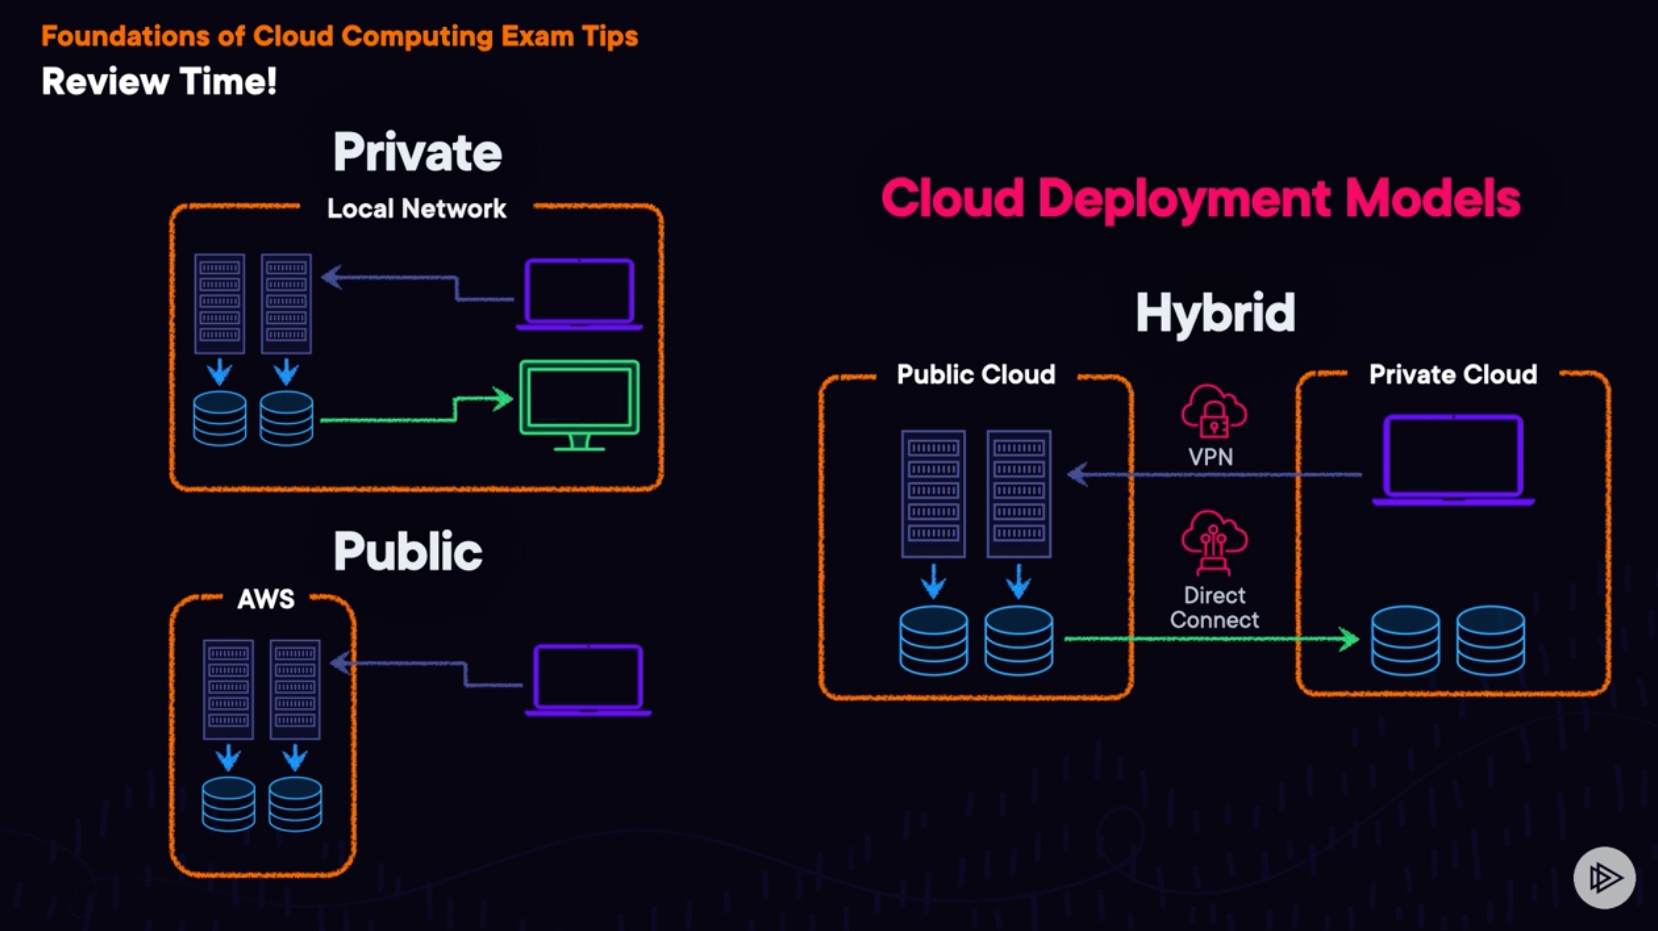 Foundations of Cloud Computing Exam Tips
Review Time!
Private
Local Network
Public
AWS
Cloud Deployment Models
Hybrid
Public Cloud
Private Cloud
VPN
Direct
Connect